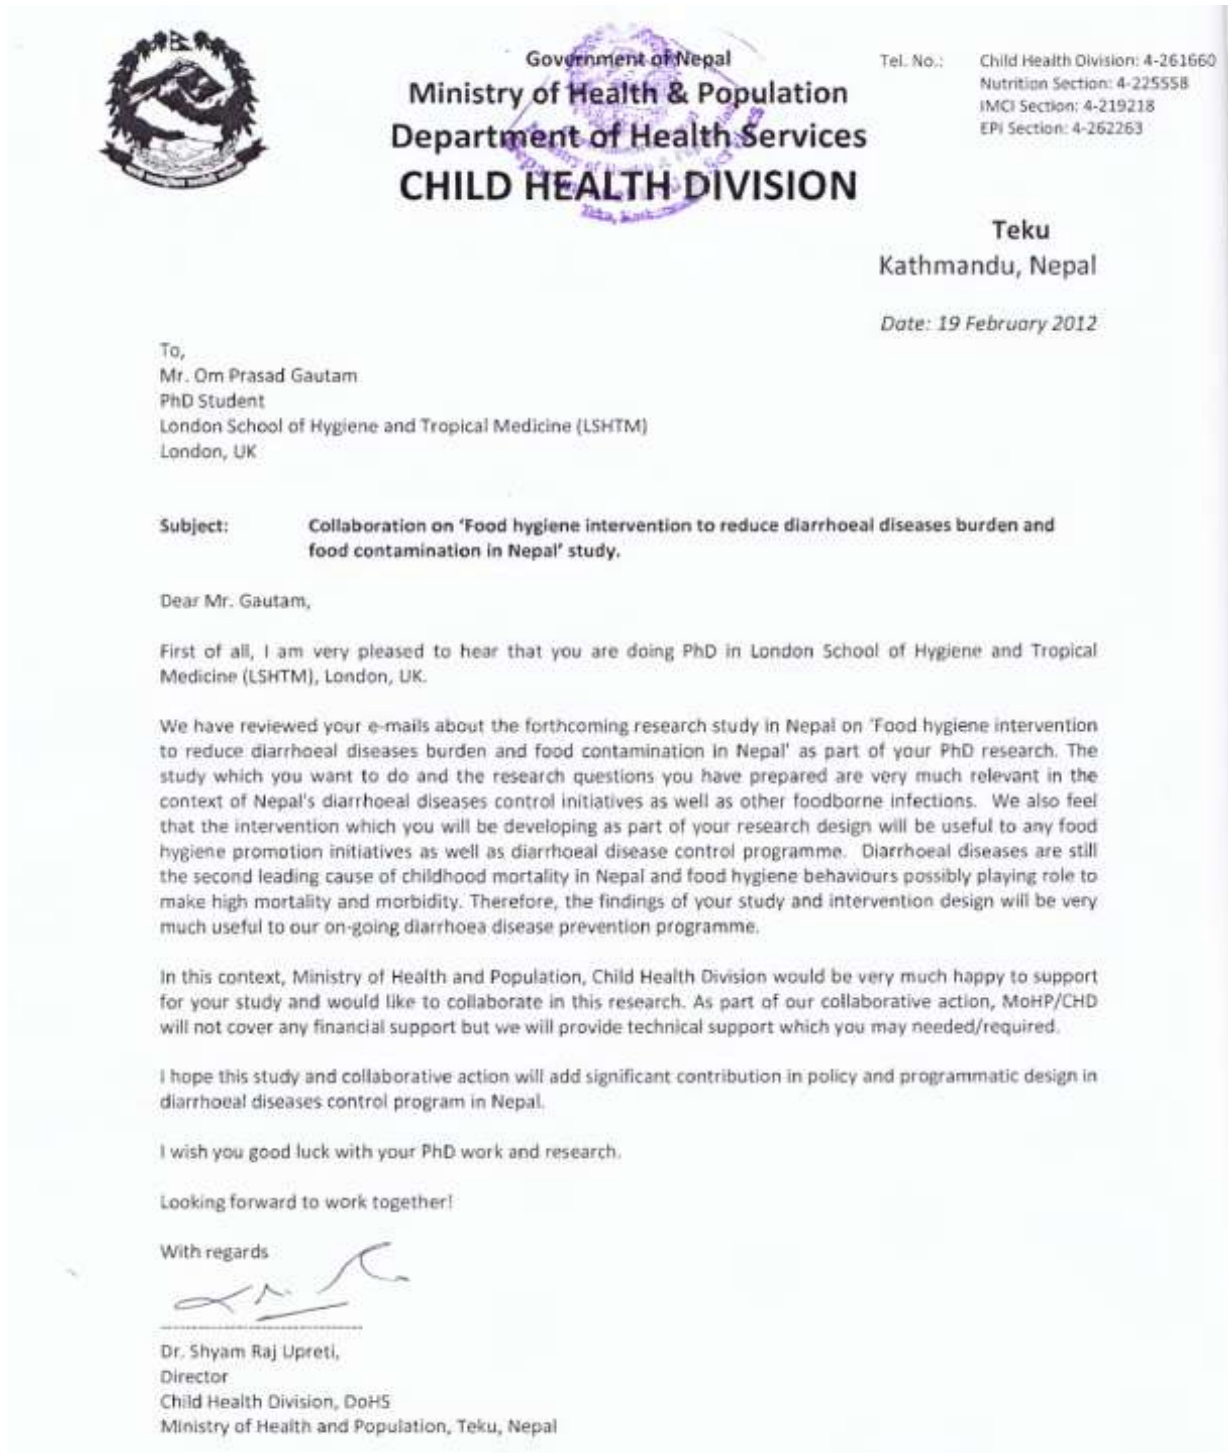 Government of Nepal
Ministry of Health & Population
Department of Health Services
CHILD HEALTH DIVISION
Tel. No.: Child Health Division: 4-261660
Nutrition Section: 4-225558
IMCI Section: 4-219218
EPI Section: 4-262263
Teku
Kathmandu, Nepal
Date: 19 February 2012
To,
Mr. Om Prasad Gautam
PhD Student
London School of Hygiene and Tropical Medicine (LSHTM)
London, UK
Subject: Collaboration on 'Food hygiene intervention to reduce diarrhoeal diseases burden and
food contamination in Nepal' study.
Dear Mr. Gautam,
First of all, I am very pleased to hear that you are doing PhD in London School of Hygiene and Tropical
Medicine (LSHTM), London, UK.
We have reviewed your e-mails about the forthcoming research study in Nepal on 'Food hygiene intervention
to reduce diarrhoeal diseases burden and food contamination in Nepal' as part of your PhD research. The
study which you want to do and the research questions you have prepared are very much relevant in the
context of Nepal's diarrhoeal diseases control initiatives as well as other foodborne infections. We also feel
that the intervention which you will be developing as part of your research design will be useful to any food
hygiene promotion initiatives as well as diarrhoeal disease control programme. Diarrhoeal diseases are still
the second leading cause of childhood mortality in Nepal and food hygiene behaviours possibly playing role to
make high mortality and morbidity. Therefore, the findings of your study and intervention design will be very
much useful to our on-going diarrhoea disease prevention programme.
In this context, Ministry of Health and Population, Child Health Division would be very much happy to support
for your study and would like to collaborate in this research. As part of our collaborative action, MoHP/CHD
will not cover any financial support but we will provide technical support which you may needed/required.
I hope this study and collaborative action will add significant contribution in policy and programmatic design in
diarrhoeal diseases control program in Nepal.
I wish you good luck with your PhD work and research.
Looking forward to work together!
With regards
Dr. Shyam Raj Upreti,
Director
Child Health Division, DoHS
Ministry of Health and Population, Teku, Nepal